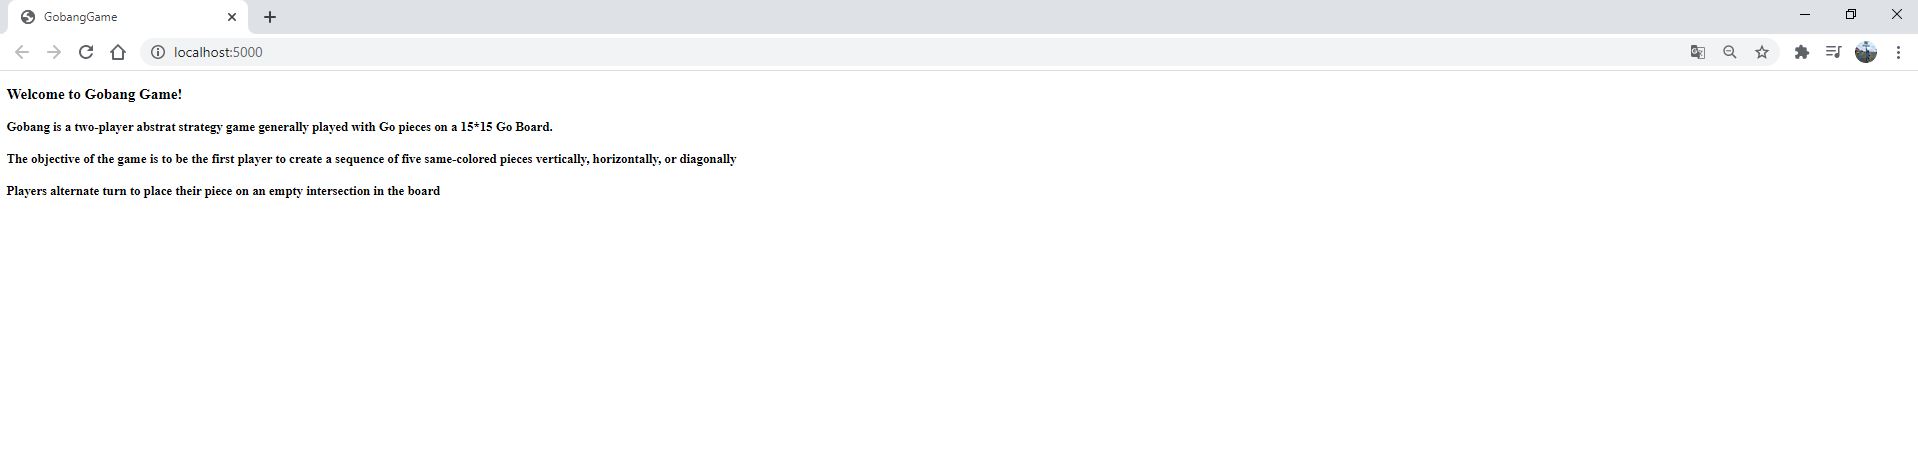 GobangGame
localhost:5000
Welcome to Gobang Game!
Gobang is a two-player abstrat strategy game generally played with Go pieces on a 15*15 Go Board.
The objective of the game is to be the first player to create a sequence of five same-colored pieces vertically, horizontally, or diagonally
Players alternate turn to place their piece on an empty intersection in the board